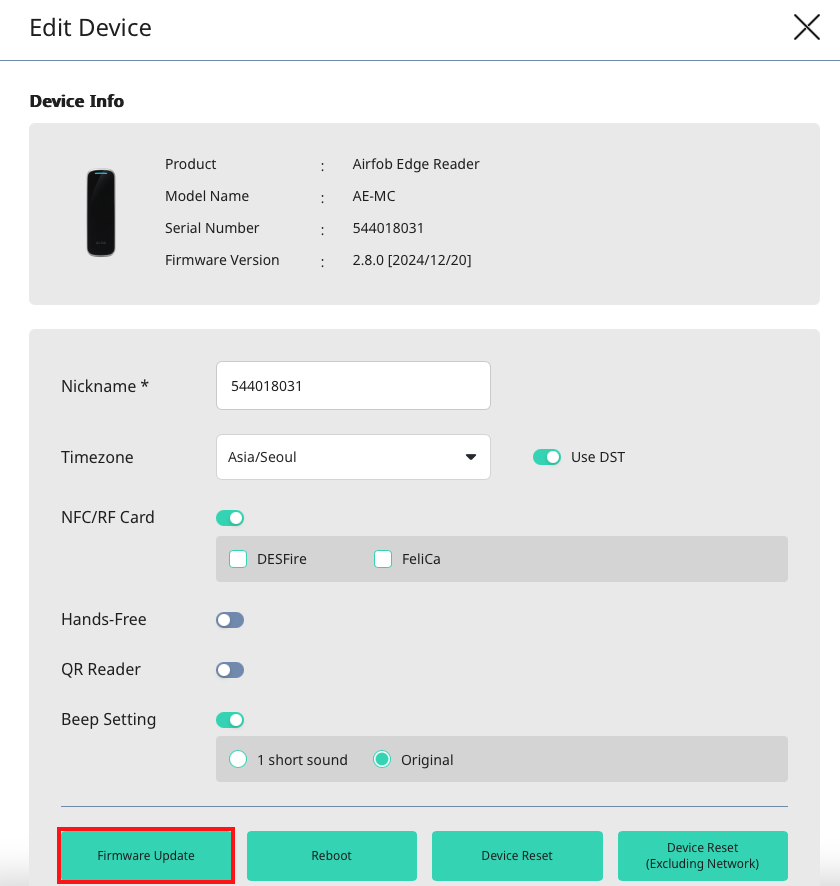 Edit Device
Device Info
Product : Airfob Edge Reader
Model Name : AE-MC
Serial Number : 544018031
Firmware Version : 2.8.0 [2024/12/20]
Nickname * 544018031
Timezone Asia/Seoul Use DST
NFC/RF Card
DESFire FeliCa
Hands-Free
QR Reader
Beep Setting
1 short sound Original
Firmware Update Reboot Device Reset Device Reset
(Excluding Network)